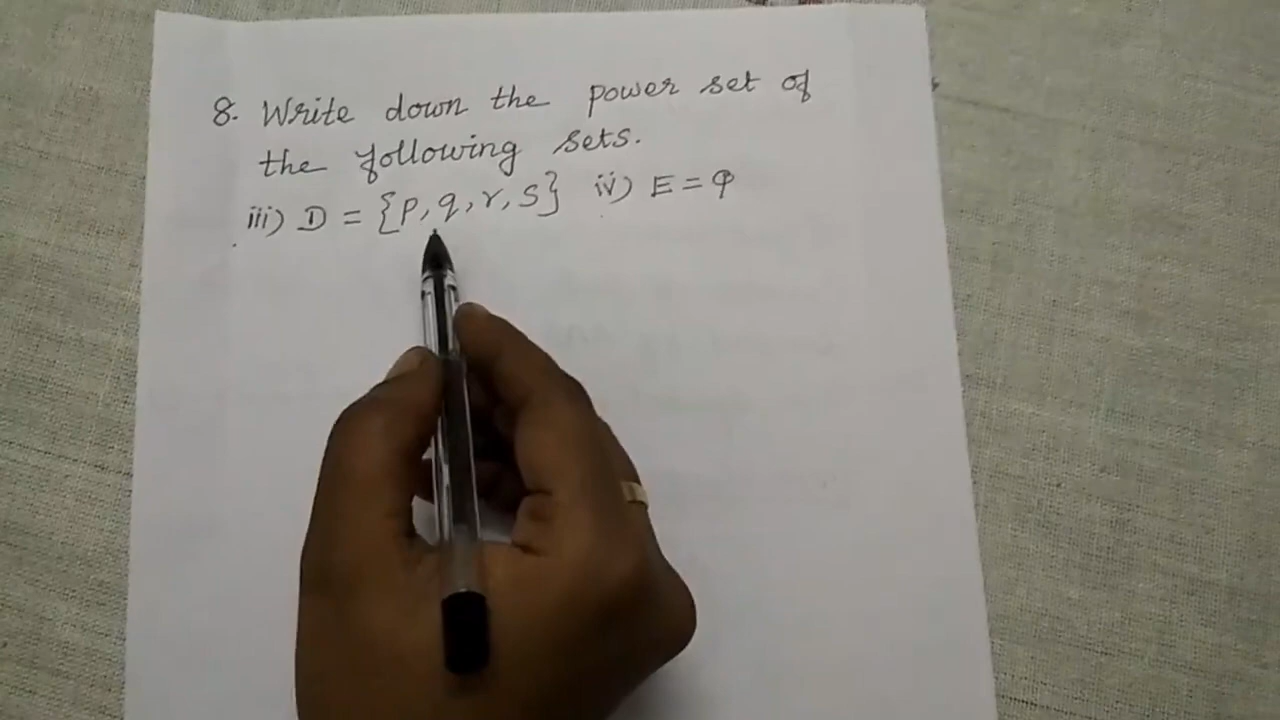 8. Write down the power set of
the following sets.
iii) D = {p, q, r, s} iv) E = φ